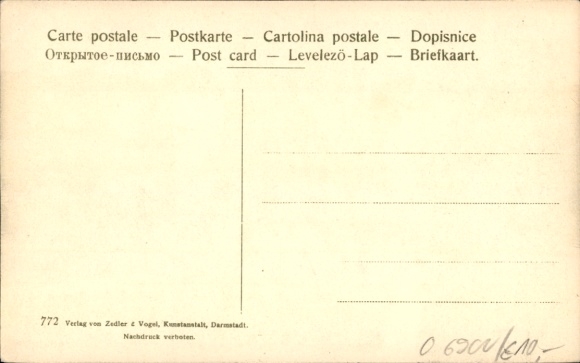 Carte postale — Postkarte — Cartolina postale — Dopisnice
Открытое-письмо — Post card — Levelezö-Lap — Briefkaart.
772 Verlag von Zedler & Vogel, Kunstanstalt, Darmstadt.
Nachdruck verboten.
€10,-